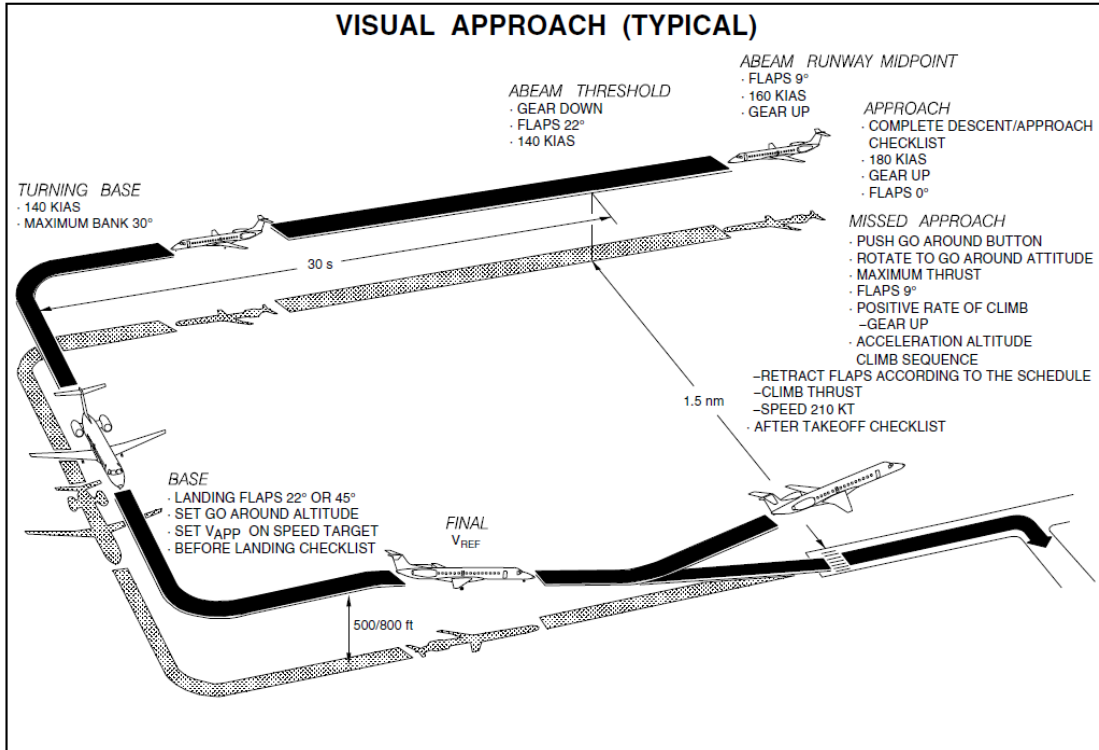 VISUAL APPROACH (TYPICAL)
ABEAM RUNWAY MIDPOINT
· FLAPS 9°
· 160 KIAS
· GEAR UP
ABEAM THRESHOLD
· GEAR DOWN
· FLAPS 22°
· 140 KIAS
APPROACH
· COMPLETE DESCENT/APPROACH
CHECKLIST
· 180 KIAS
· GEAR UP
· FLAPS 0°
TURNING BASE
· 140 KIAS
· MAXIMUM BANK 30°
MISSED APPROACH
· PUSH GO AROUND BUTTON
· ROTATE TO GO AROUND ATTITUDE
· MAXIMUM THRUST
· FLAPS 9°
· POSITIVE RATE OF CLIMB
–GEAR UP
· ACCELERATION ALTITUDE
CLIMB SEQUENCE
–RETRACT FLAPS ACCORDING TO THE SCHEDULE
–CLIMB THRUST
–SPEED 210 KT
· AFTER TAKEOFF CHECKLIST
30 s
1.5 nm
BASE
· LANDING FLAPS 22° OR 45°
· SET GO AROUND ALTITUDE
· SET VAPP ON SPEED TARGET
· BEFORE LANDING CHECKLIST
FINAL
VREF
500/800 ft